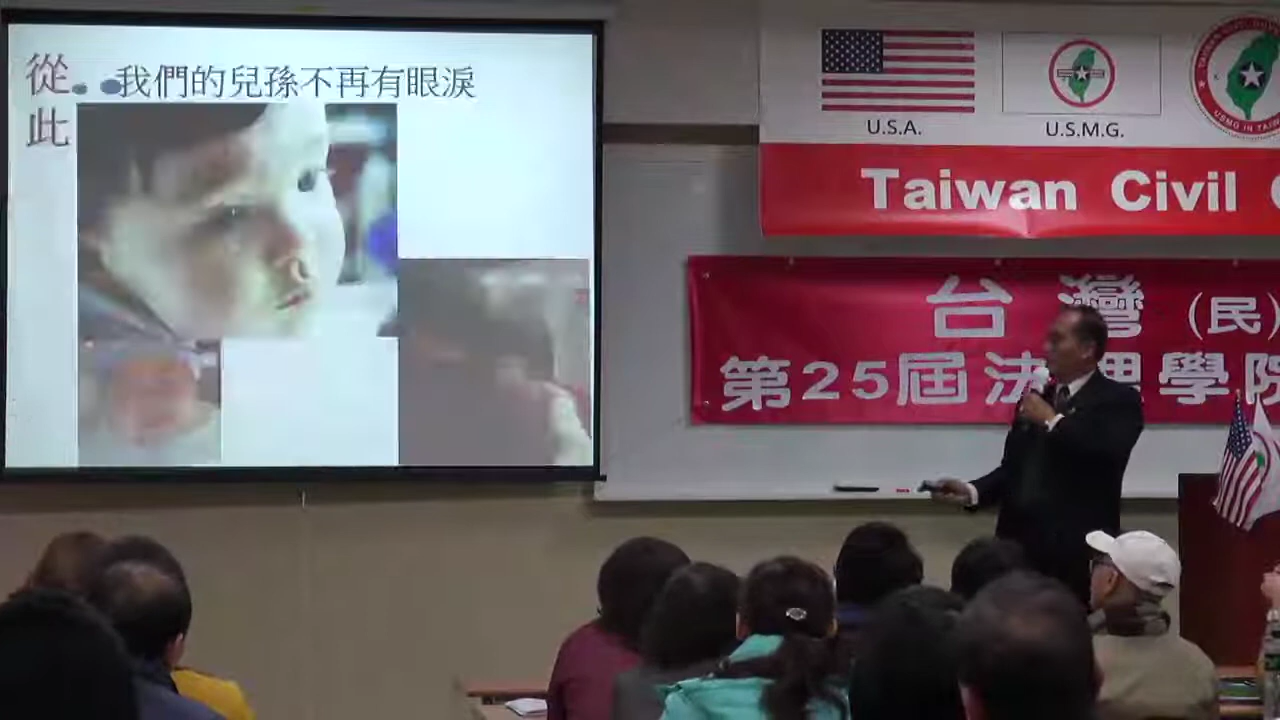 從
此
我們的兒孫不再有眼淚
U.S.A.
U.S.M.G.
Taiwan Civil
台灣(民)
第25屆法理學院